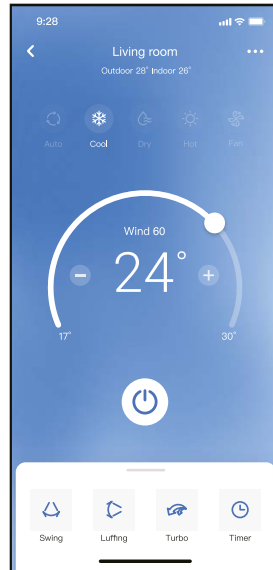 9:28
Living room
Outdoor 28° Indoor 26°
Auto Cool Dry Hot Fan
Wind 60
24°
17° 30°
Swing Luffing Turbo Timer